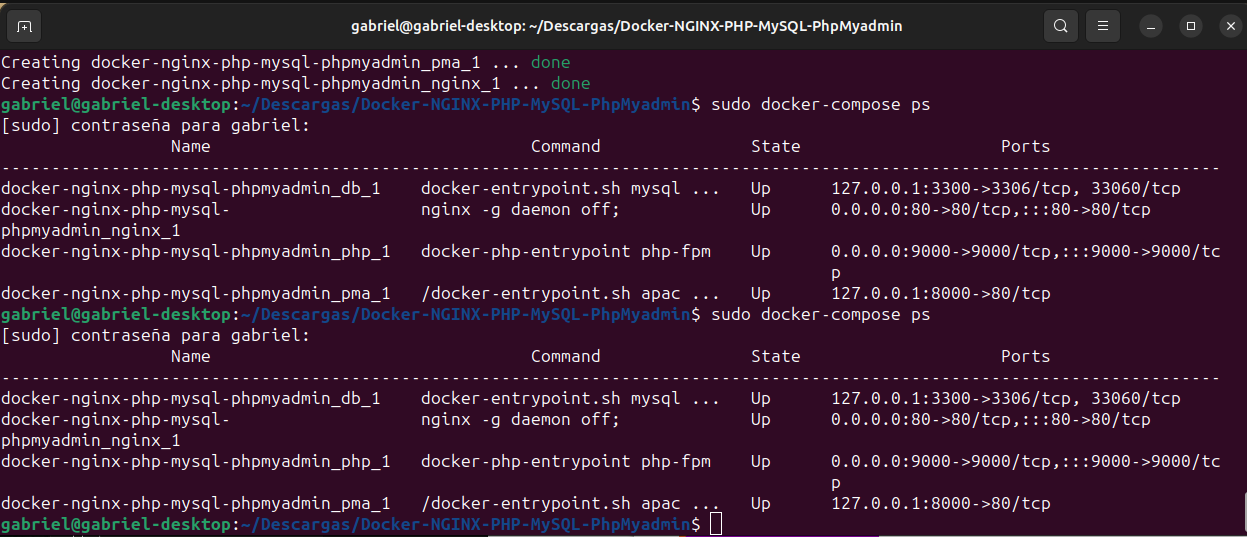 gabriel@gabriel-desktop: ~/Descargas/Docker-NGINX-PHP-MySQL-PhpMyadmin
Creating docker-nginx-php-mysql-phpmyadmin_pma_1 ... done
Creating docker-nginx-php-mysql-phpmyadmin_nginx_1 ... done
gabriel@gabriel-desktop:~/Descargas/Docker-NGINX-PHP-MySQL-PhpMyadmin$ sudo docker-compose ps
[sudo] contraseña para gabriel:
                 Name                               Command               State                    Ports
--------------------------------------------------------------------------------------------------------------------------
docker-nginx-php-mysql-phpmyadmin_db_1    docker-entrypoint.sh mysql ...   Up      127.0.0.1:3300->3306/tcp, 33060/tcp
docker-nginx-php-mysql-                   nginx -g daemon off;             Up      0.0.0.0:80->80/tcp,:::80->80/tcp
phpmyadmin_nginx_1
docker-nginx-php-mysql-phpmyadmin_php_1   docker-php-entrypoint php-fpm    Up      0.0.0.0:9000->9000/tcp,:::9000->9000/tc
                                                                                   p
docker-nginx-php-mysql-phpmyadmin_pma_1   /docker-entrypoint.sh apac ...   Up      127.0.0.1:8000->80/tcp
gabriel@gabriel-desktop:~/Descargas/Docker-NGINX-PHP-MySQL-PhpMyadmin$ sudo docker-compose ps
[sudo] contraseña para gabriel:
                 Name                               Command               State                    Ports
--------------------------------------------------------------------------------------------------------------------------
docker-nginx-php-mysql-phpmyadmin_db_1    docker-entrypoint.sh mysql ...   Up      127.0.0.1:3300->3306/tcp, 33060/tcp
docker-nginx-php-mysql-                   nginx -g daemon off;             Up      0.0.0.0:80->80/tcp,:::80->80/tcp
phpmyadmin_nginx_1
docker-nginx-php-mysql-phpmyadmin_php_1   docker-php-entrypoint php-fpm    Up      0.0.0.0:9000->9000/tcp,:::9000->9000/tc
                                                                                   p
docker-nginx-php-mysql-phpmyadmin_pma_1   /docker-entrypoint.sh apac ...   Up      127.0.0.1:8000->80/tcp
gabriel@gabriel-desktop:~/Descargas/Docker-NGINX-PHP-MySQL-PhpMyadmin$